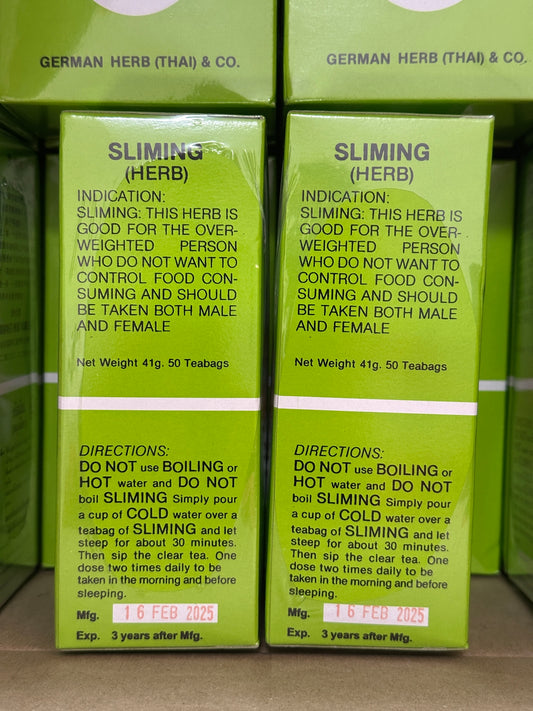 GERMAN HERB (THAI) & CO.
GERMAN HERB (THAI) & CO.
SLIMING
(HERB)
INDICATION:
SLIMING: THIS HERB IS
GOOD FOR THE OVER-
WEIGHTED PERSON
WHO DO NOT WANT TO
CONTROL FOOD CON-
SUMING AND SHOULD
BE TAKEN BOTH MALE
AND FEMALE
Net Weight 41g. 50 Teabags
DIRECTIONS:
DO NOT use BOILING or
HOT water and DO NOT
boil SLIMING Simply pour
a cup of COLD water over a
teabag of SLIMING and let
steep for about 30 minutes.
Then sip the clear tea. One
dose two times daily to be
taken in the morning and before
sleeping.
Mfg. 16 FEB 2025
Exp. 3 years after Mfg.
SLIMING
(HERB)
INDICATION:
SLIMING: THIS HERB IS
GOOD FOR THE OVER-
WEIGHTED PERSON
WHO DO NOT WANT TO
CONTROL FOOD CON-
SUMING AND SHOULD
BE TAKEN BOTH MALE
AND FEMALE
Net Weight 41g. 50 Teabags
DIRECTIONS:
DO NOT use BOILING or
HOT water and DO NOT
boil SLIMING Simply pour
a cup of COLD water over a
teabag of SLIMING and let
steep for about 30 minutes.
Then sip the clear tea. One
dose two times daily to be
taken in the morning and before
sleeping.
Mfg. 16 FEB 2025
Exp. 3 years after Mfg.